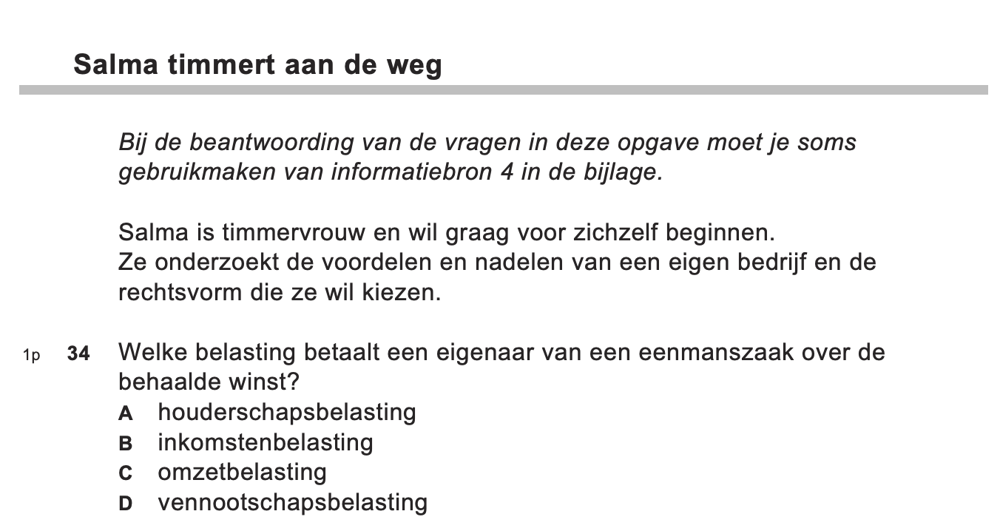 Salma timmert aan de weg
Bij de beantwoording van de vragen in deze opgave moet je soms
gebruikmaken van informatiebron 4 in de bijlage.
Salma is timmervrouw en wil graag voor zichzelf beginnen.
Ze onderzoekt de voordelen en nadelen van een eigen bedrijf en de
rechtsvorm die ze wil kiezen.
1p 34 Welke belasting betaalt een eigenaar van een eenmanszaak over de
behaalde winst?
A houderschapsbelasting
B inkomstenbelasting
C omzetbelasting
D vennootschapsbelasting